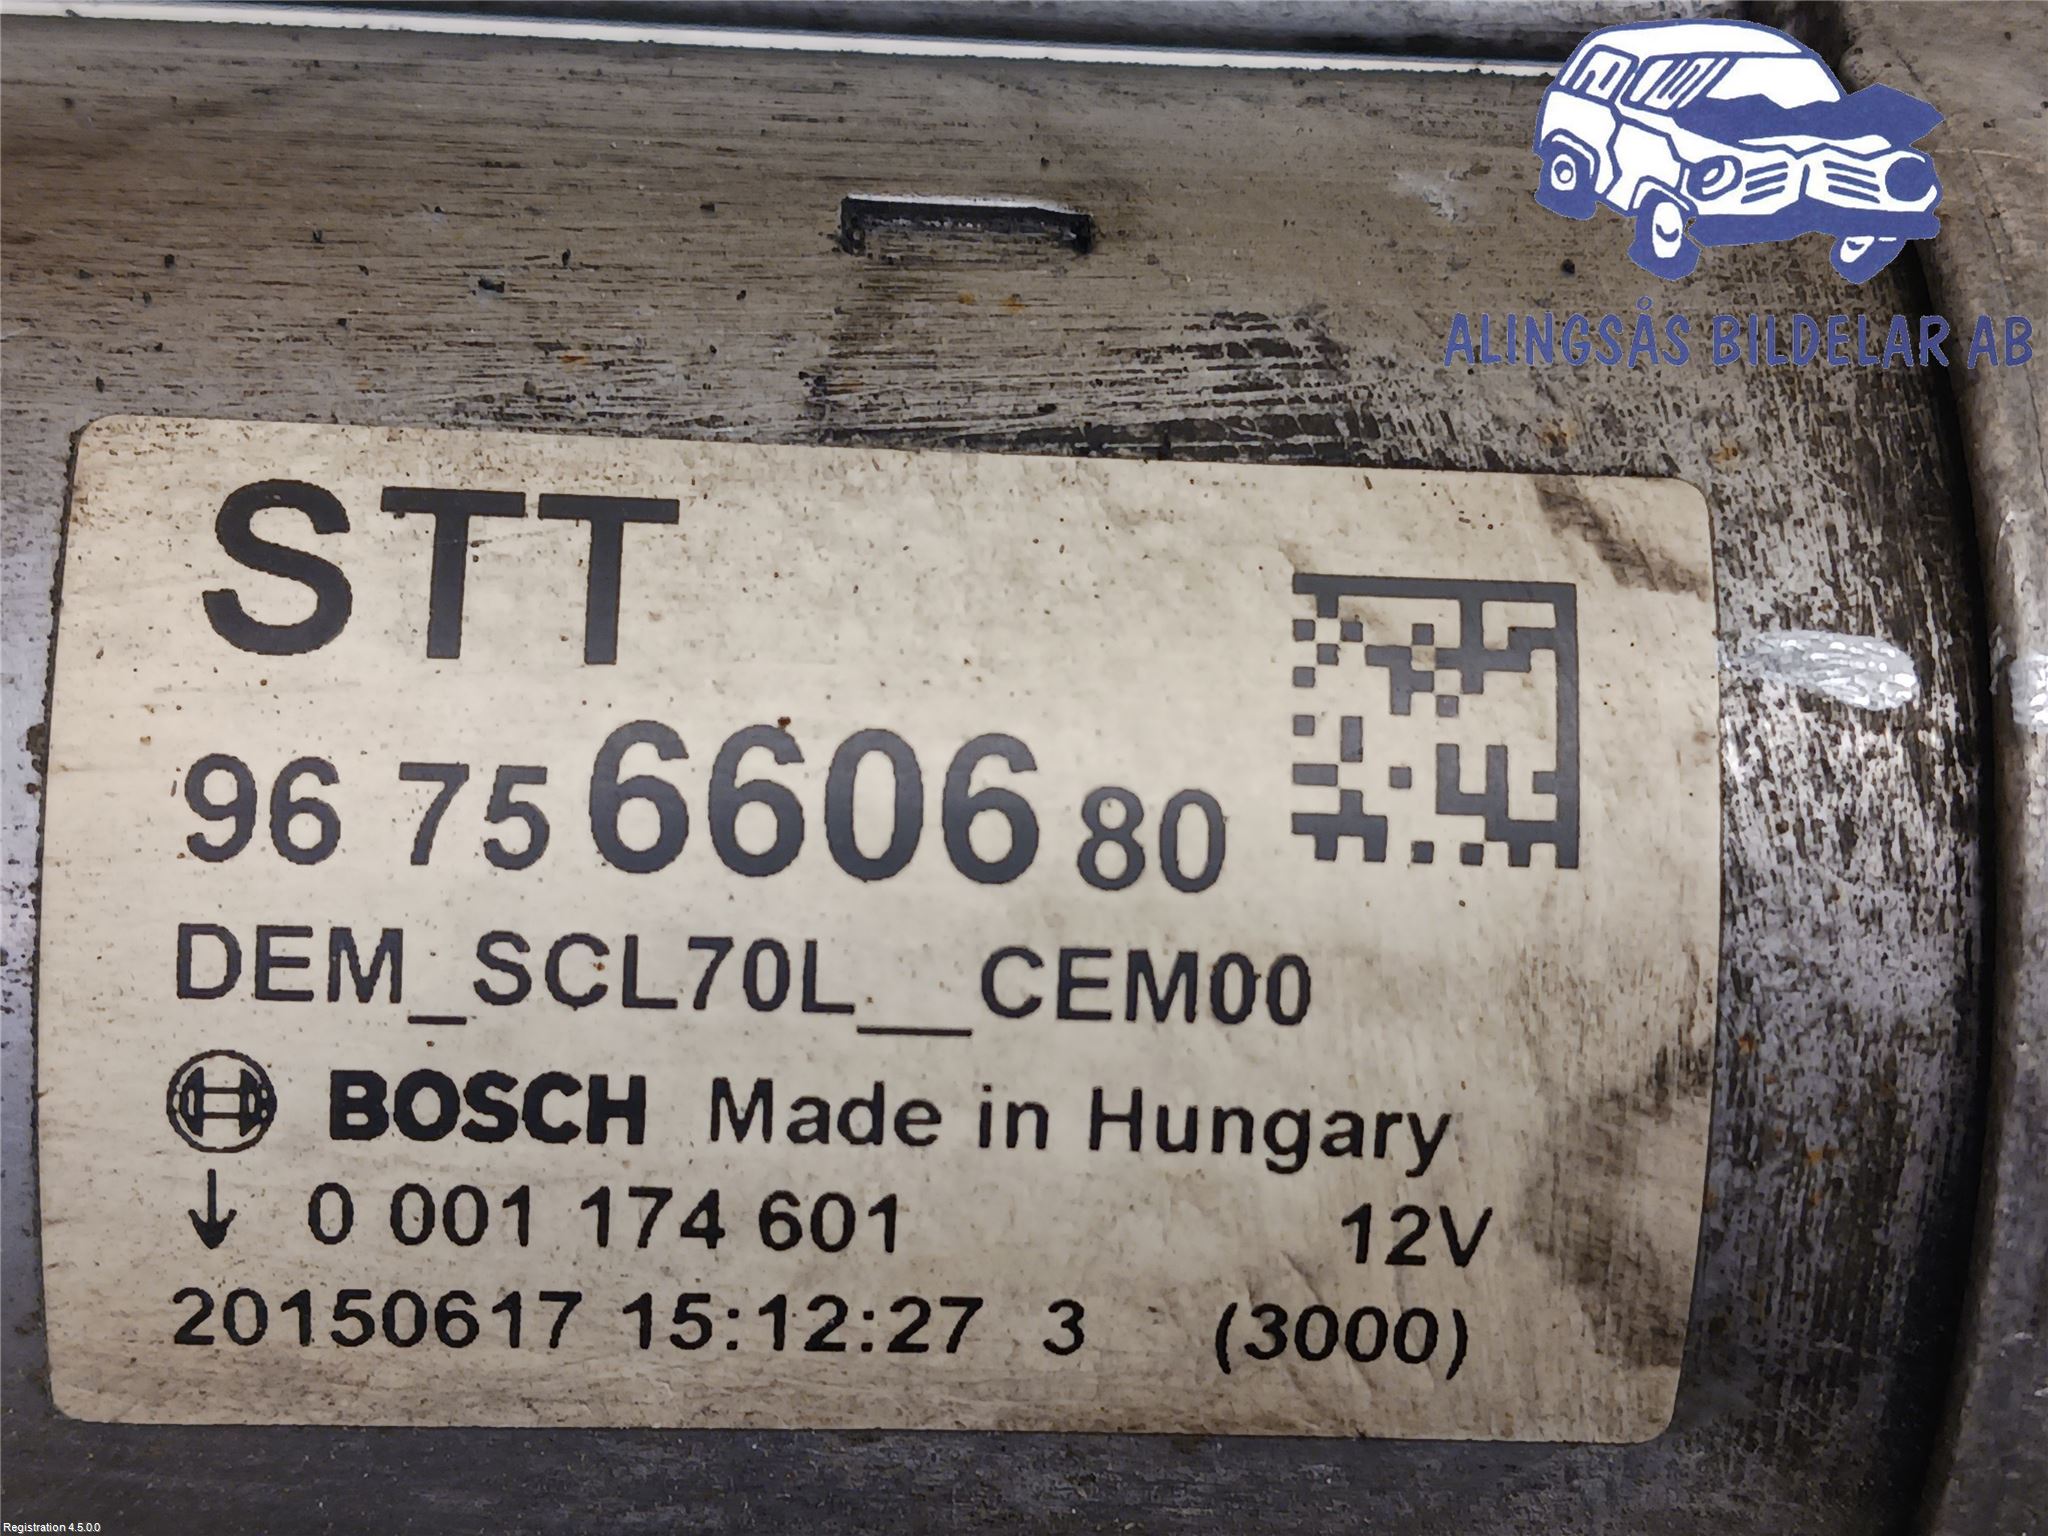 ALINGSÅS BILDELAR AB
STT
96 75 6606 80
DEM_SCL70L__CEM00
BOSCH Made in Hungary
↓ 0 001 174 601 12V
20150617 15:12:27 3 (3000)
Registration 4.5.0.0